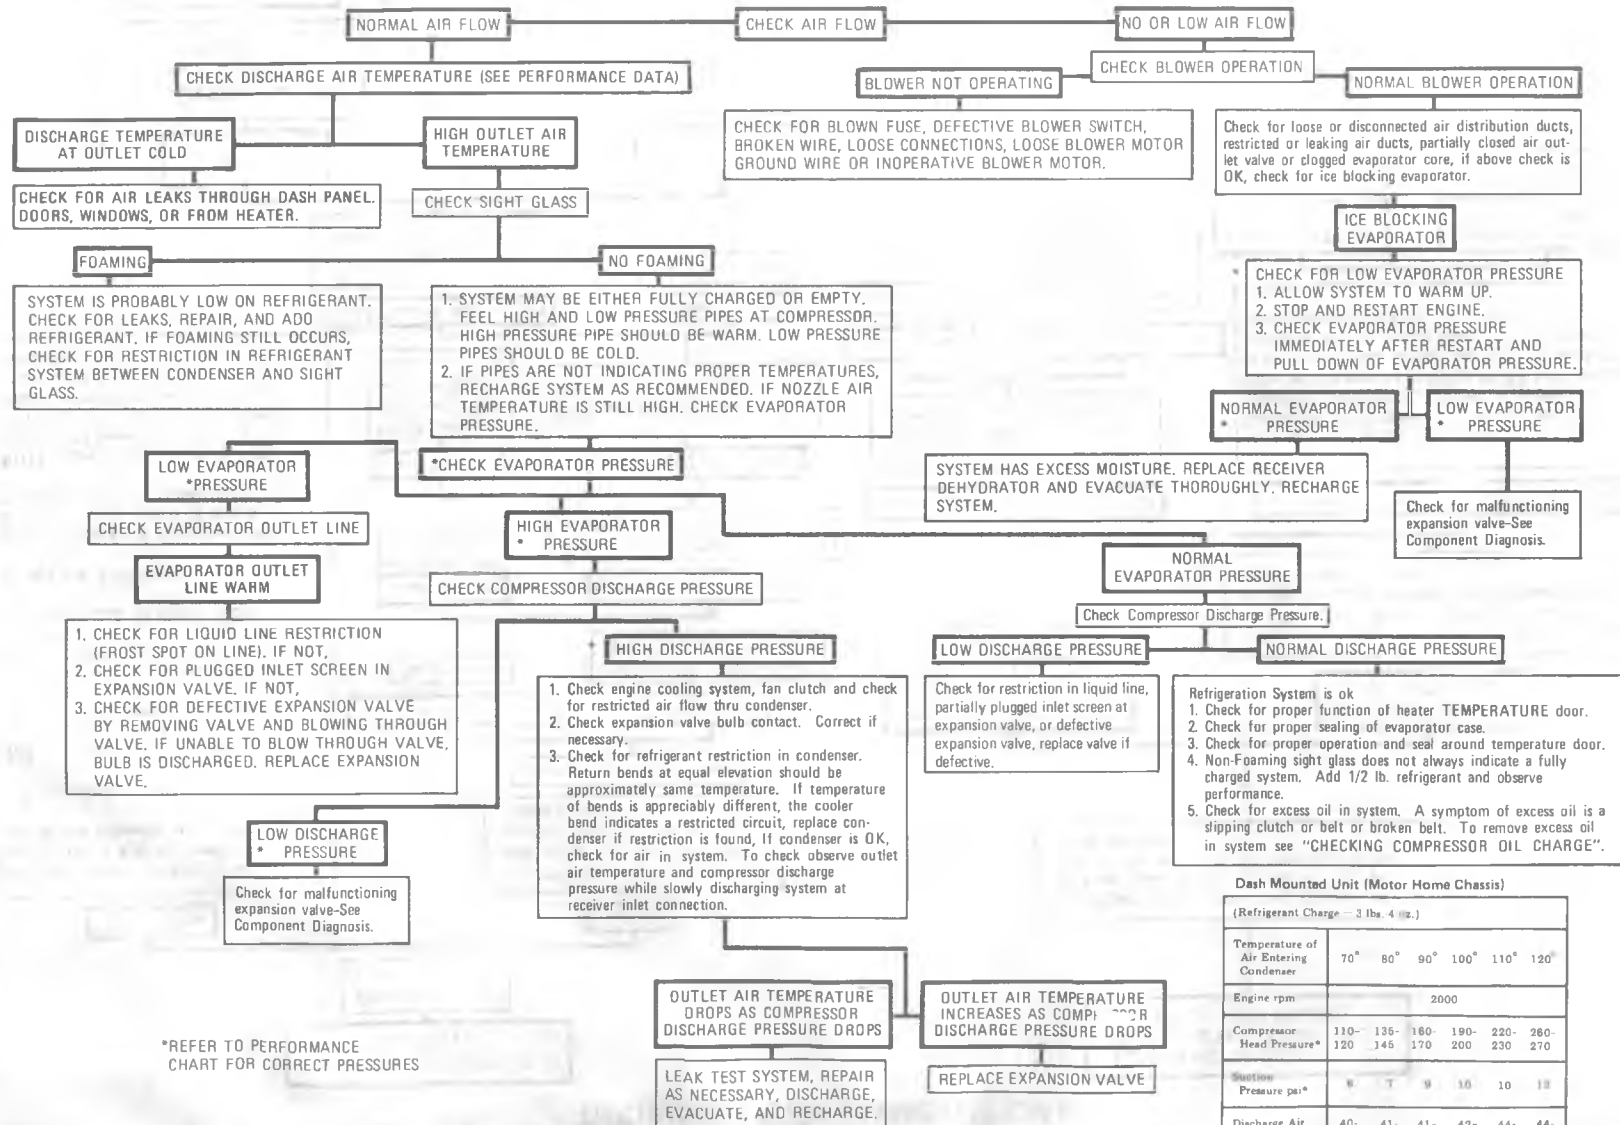 NORMAL AIR FLOW
CHECK AIR FLOW
NO OR LOW AIR FLOW
CHECK DISCHARGE AIR TEMPERATURE (SEE PERFORMANCE DATA)
CHECK BLOWER OPERATION
BLOWER NOT OPERATING
NORMAL BLOWER OPERATION
DISCHARGE TEMPERATURE
AT OUTLET COLD
HIGH OUTLET AIR
TEMPERATURE
CHECK FOR BLOWN FUSE, DEFECTIVE BLOWER SWITCH,
BROKEN WIRE, LOOSE CONNECTIONS, LOOSE BLOWER MOTOR
GROUND WIRE OR INOPERATIVE BLOWER MOTOR.
Check for loose or disconnected air distribution ducts,
restricted or leaking air ducts, partially closed air out-
let valve or clogged evaporator core, if above check is
OK, check for ice blocking evaporator.
CHECK FOR AIR LEAKS THROUGH DASH PANEL.
DOORS, WINDOWS, OR FROM HEATER.
CHECK SIGHT GLASS
ICE BLOCKING
EVAPORATOR
FOAMING
NO FOAMING
SYSTEM IS PROBABLY LOW ON REFRIGERANT.
CHECK FOR LEAKS, REPAIR, AND ADD
REFRIGERANT. IF FOAMING STILL OCCURS,
CHECK FOR RESTRICTION IN REFRIGERANT
SYSTEM BETWEEN CONDENSER AND SIGHT
GLASS.
1. SYSTEM MAY BE EITHER FULLY CHARGED OR EMPTY.
FEEL HIGH AND LOW PRESSURE PIPES AT COMPRESSOR.
HIGH PRESSURE PIPE SHOULD BE WARM. LOW PRESSURE
PIPES SHOULD BE COLD.
2. IF PIPES ARE NOT INDICATING PROPER TEMPERATURES,
RECHARGE SYSTEM AS RECOMMENDED. IF NOZZLE AIR
TEMPERATURE IS STILL HIGH. CHECK EVAPORATOR
PRESSURE.
* CHECK FOR LOW EVAPORATOR PRESSURE
1. ALLOW SYSTEM TO WARM UP.
2. STOP AND RESTART ENGINE.
3. CHECK EVAPORATOR PRESSURE
IMMEDIATELY AFTER RESTART AND
PULL DOWN OF EVAPORATOR PRESSURE.
NORMAL EVAPORATOR
* PRESSURE
LOW EVAPORATOR
* PRESSURE
LOW EVAPORATOR
*PRESSURE
*CHECK EVAPORATOR PRESSURE
SYSTEM HAS EXCESS MOISTURE. REPLACE RECEIVER
DEHYDRATOR AND EVACUATE THOROUGHLY. RECHARGE
SYSTEM.
Check for malfunctioning
expansion valve-See
Component Diagnosis.
CHECK EVAPORATOR OUTLET LINE
HIGH EVAPORATOR
* PRESSURE
NORMAL
EVAPORATOR PRESSURE
EVAPORATOR OUTLET
LINE WARM
CHECK COMPRESSOR DISCHARGE PRESSURE
Check Compressor Discharge Pressure.
1. CHECK FOR LIQUID LINE RESTRICTION
(FROST SPOT ON LINE). IF NOT,
2. CHECK FOR PLUGGED INLET SCREEN IN
EXPANSION VALVE. IF NOT,
3. CHECK FOR DEFECTIVE EXPANSION VALVE
BY REMOVING VALVE AND BLOWING THROUGH
VALVE. IF UNABLE TO BLOW THROUGH VALVE,
BULB IS DISCHARGED. REPLACE EXPANSION
VALVE.
* HIGH DISCHARGE PRESSURE
LOW DISCHARGE PRESSURE
NORMAL DISCHARGE PRESSURE
1. Check engine cooling system, fan clutch and check
for restricted air flow thru condenser.
2. Check expansion valve bulb contact. Correct if
necessary.
3. Check for refrigerant restriction in condenser.
Return bends at equal elevation should be
approximately same temperature. If temperature
of bends is appreciably different, the cooler
bend indicates a restricted circuit, replace con-
denser if restriction is found, If condenser is OK,
check for air in system. To check observe outlet
air temperature and compressor discharge
pressure while slowly discharging system at
receiver inlet connection.
Check for restriction in liquid line,
partially plugged inlet screen at
expansion valve, or defective
expansion valve, replace valve if
defective.
Refrigeration System is ok
1. Check for proper function of heater TEMPERATURE door.
2. Check for proper sealing of evaporator case.
3. Check for proper operation and seal around temperature door.
4. Non-Foaming sight glass does not always indicate a fully
charged system. Add 1/2 lb. refrigerant and observe
performance.
5. Check for excess oil in system. A symptom of excess oil is a
slipping clutch or belt or broken belt. To remove excess oil
in system see "CHECKING COMPRESSOR OIL CHARGE".
LOW DISCHARGE
* PRESSURE
Check for malfunctioning
expansion valve-See
Component Diagnosis.
Dash Mounted Unit (Motor Home Chassis)
(Refrigerant Charge — 3 lbs. 4 oz.)
Temperature of
Air Entering
Condenser
70° 80° 90° 100° 110° 120°
Engine rpm 2000
Compressor
Head Pressure*
110- 135- 160- 190- 220- 260-
120 145 170 200 230 270
Suction
Pressure psi*
7 9 10 10
Discharge Air
40- 41- 41- 42- 44- 44-
OUTLET AIR TEMPERATURE
DROPS AS COMPRESSOR
DISCHARGE PRESSURE DROPS
OUTLET AIR TEMPERATURE
INCREASES AS
DISCHARGE PRESSURE DROPS
LEAK TEST SYSTEM, REPAIR
AS NECESSARY, DISCHARGE,
EVACUATE, AND RECHARGE.
REPLACE EXPANSION VALVE
*REFER TO PERFORMANCE
CHART FOR CORRECT PRESSURES